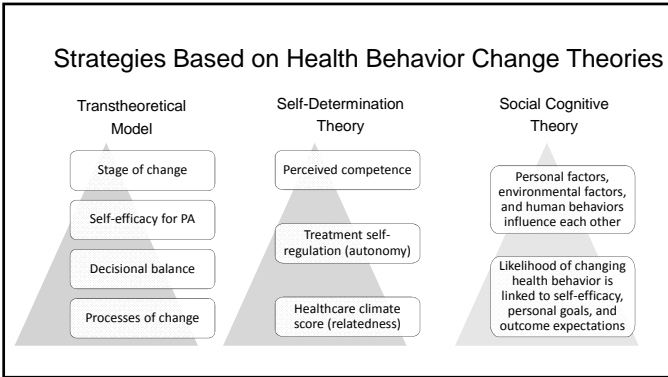 Strategies Based on Health Behavior Change Theories
Transtheoretical
Model
Stage of change
Self-efficacy for PA
Decisional balance
Processes of change
Self-Determination
Theory
Perceived competence
Treatment self-
regulation (autonomy)
Healthcare climate
score (relatedness)
Social Cognitive
Theory
Personal factors,
environmental factors,
and human behaviors
influence each other
Likelihood of changing
health behavior is
linked to self-efficacy,
personal goals, and
outcome expectations